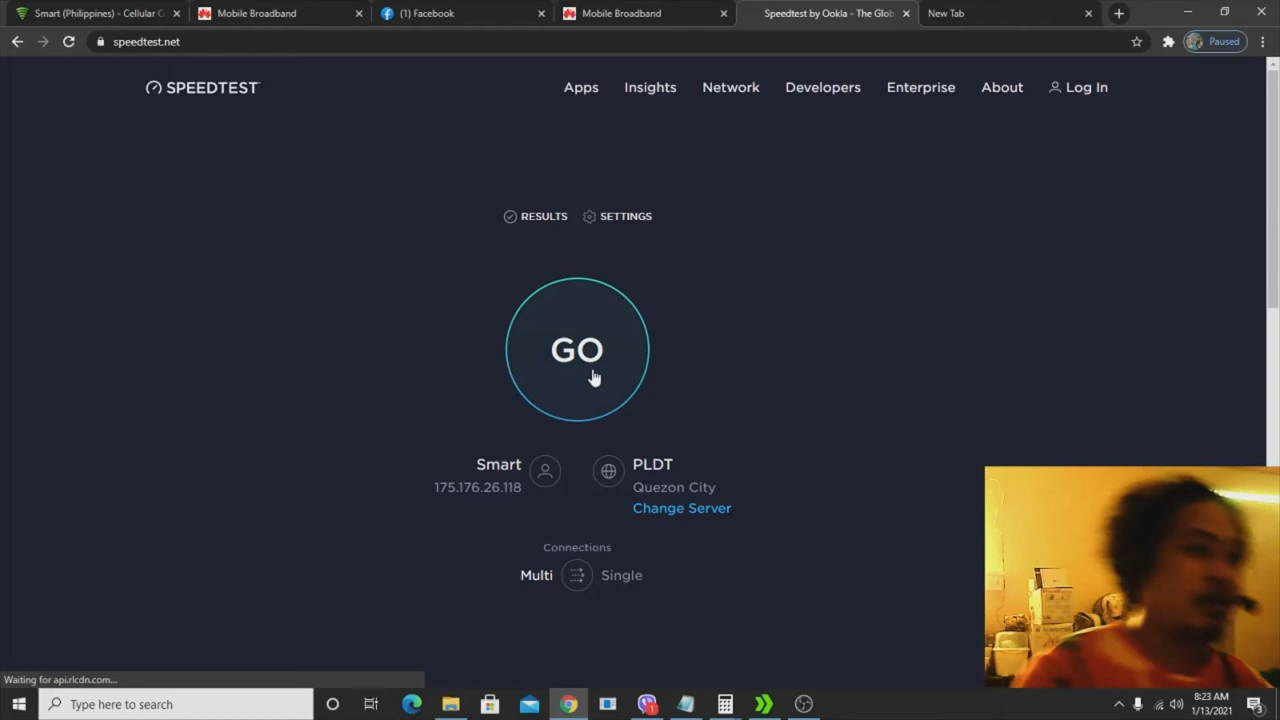 Smart (Philippines) - Cellular C
Mobile Broadband
(1) Facebook
Mobile Broadband
Speedtest by Ookla - The Glob
New Tab
speedtest.net
Paused
SPEEDTEST
Apps
Insights
Network
Developers
Enterprise
About
Log In
RESULTS
SETTINGS
GO
Smart
175.176.26.118
PLDT
Quezon City
Change Server
Connections
Multi
Single
Waiting for api.rlcdn.com...
Type here to search
1
8:23 AM
1/13/2021
3